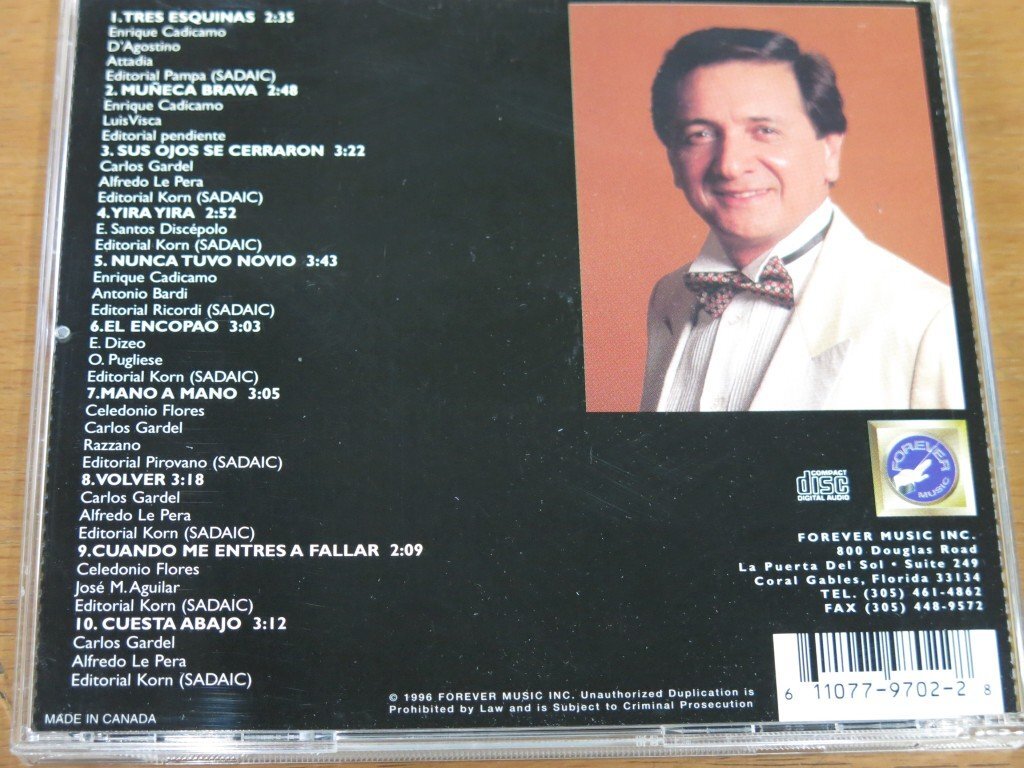 1.TRES ESQUINAS 2:35
Enrique Cadicamo
D'Agostino
Attadia
Editorial Pampa (SADAIC)
2. MUÑECA BRAVA 2:48
Enrique Cadicamo
LuisVisca
Editorial pendiente
3. SUS OJOS SE CERRARON 3:22
Carlos Gardel
Alfredo Le Pera
Editorial Korn (SADAIC)
4.YIRA YIRA 2:52
E. Santos Discépolo
Editorial Korn (SADAIC)
5. NUNCA TUVO NOVIO 3:43
Enrique Cadicamo
Antonio Bardi
Editorial Ricordi (SADAIC)
6.EL ENCOPAO 3:03
E. Dizeo
O. Pugliese
Editorial Korn (SADAIC)
7.MANO A MANO 3:05
Celedonio Flores
Carlos Gardel
Razzano
Editorial Pirovano (SADAIC)
8.VOLVER 3:18
Carlos Gardel
Alfredo Le Pera
Editorial Korn (SADAIC)
9.CUANDO ME ENTRES A FALLAR 2:09
Celedonio Flores
José M. Aguilar
Editorial Korn (SADAIC)
10. CUESTA ABAJO 3:12
Carlos Gardel
Alfredo Le Pera
Editorial Korn (SADAIC)
MADE IN CANADA
COMPACT
disc
DIGITAL AUDIO
FOREVER
MUSIC
FOREVER MUSIC INC.
800 Douglas Road
La Puerta Del Sol • Suite 249
Coral Gables, Florida 33134
TEL. (305) 461-4862
FAX (305) 448-9572
© 1996 FOREVER MUSIC INC. Unauthorized Duplication is
Prohibited by Law and is Subject to Criminal Prosecution
6 11077-9702-2 8